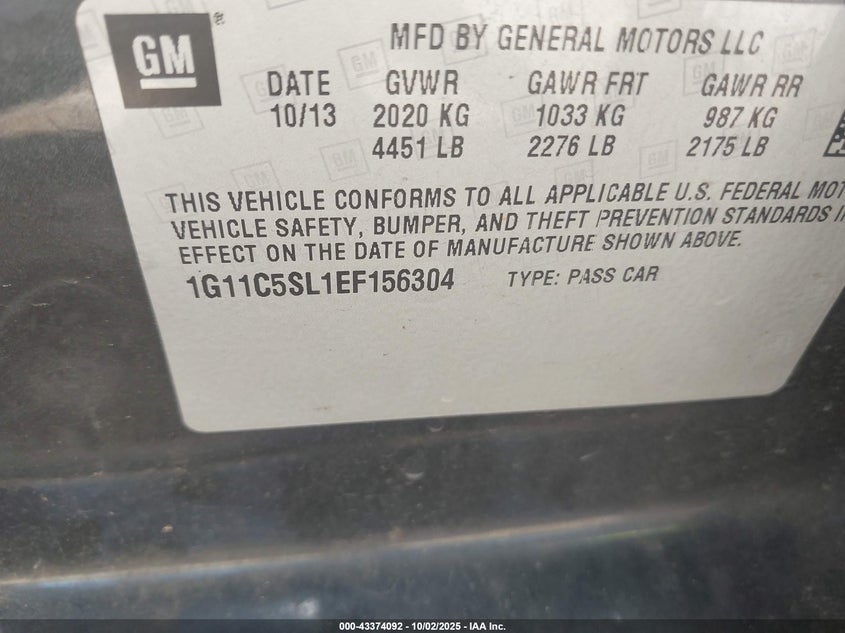 GM
MFD BY GENERAL MOTORS LLC
DATE GVWR GAWR FRT GAWR RR
10/13 2020 KG 1033 KG 987 KG
4451 LB 2276 LB 2175 LB
THIS VEHICLE CONFORMS TO ALL APPLICABLE U.S. FEDERAL MOT
VEHICLE SAFETY, BUMPER, AND THEFT PREVENTION STANDARDS IN
EFFECT ON THE DATE OF MANUFACTURE SHOWN ABOVE.
1G11C5SL1EF156304 TYPE: PASS CAR
000-43374092 - 10/02/2025 - IAA Inc.